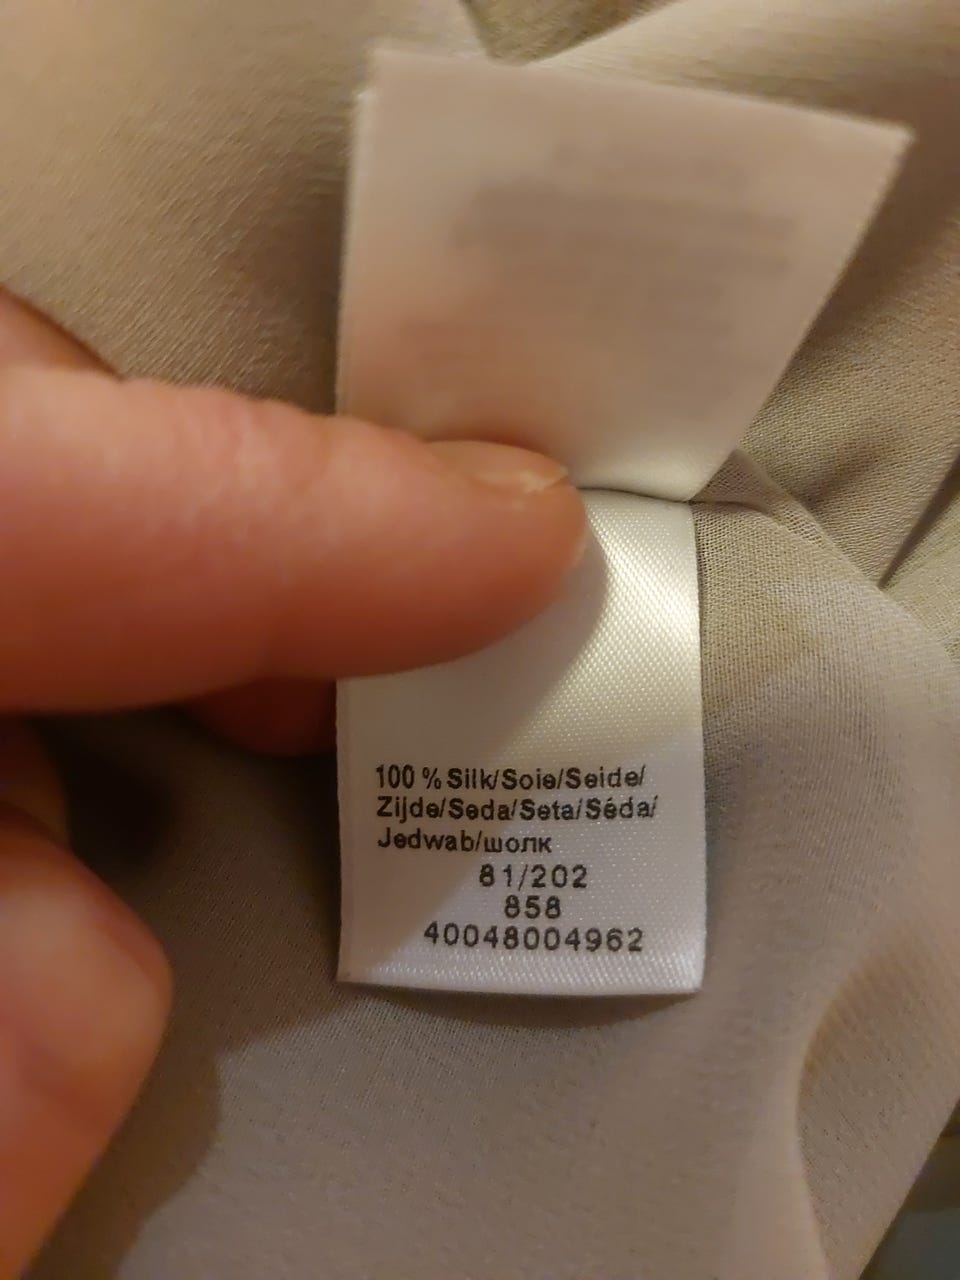 100 % Silk/Soie/Seide/
Zijde/Seda/Seta/Séda/
Jedwab/шолк
81/202
858
40048004962